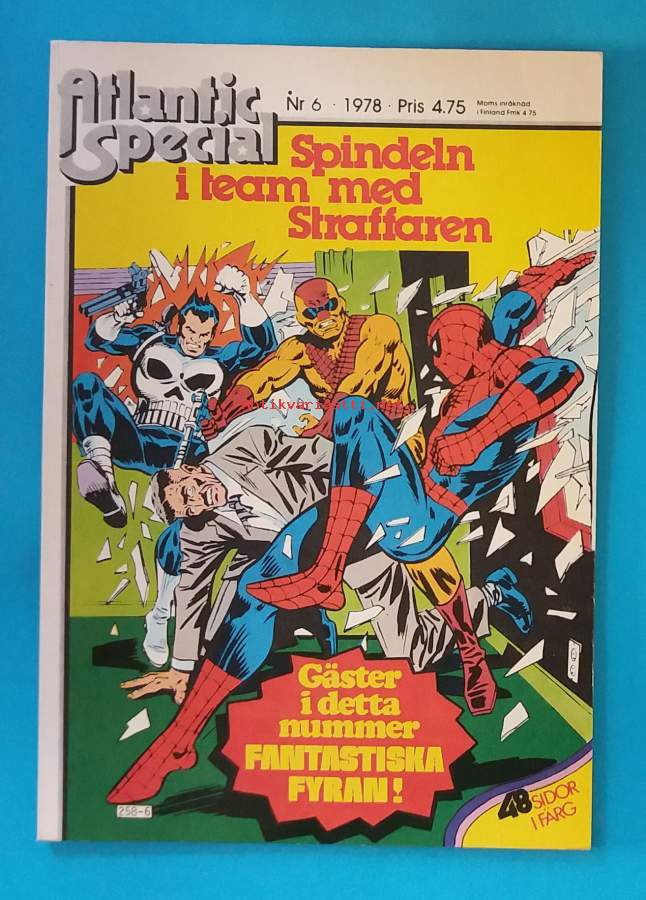 Atlantic
Special
Nr 6 · 1978 · Pris 4.75
Moms inräknad
i Finland Fmk 4 75
Spindeln
i team med
Straffaren
Gäster
i detta
nummer
FANTASTISKA
FYRAN!
48 SIDOR
I FÄRG
258-6